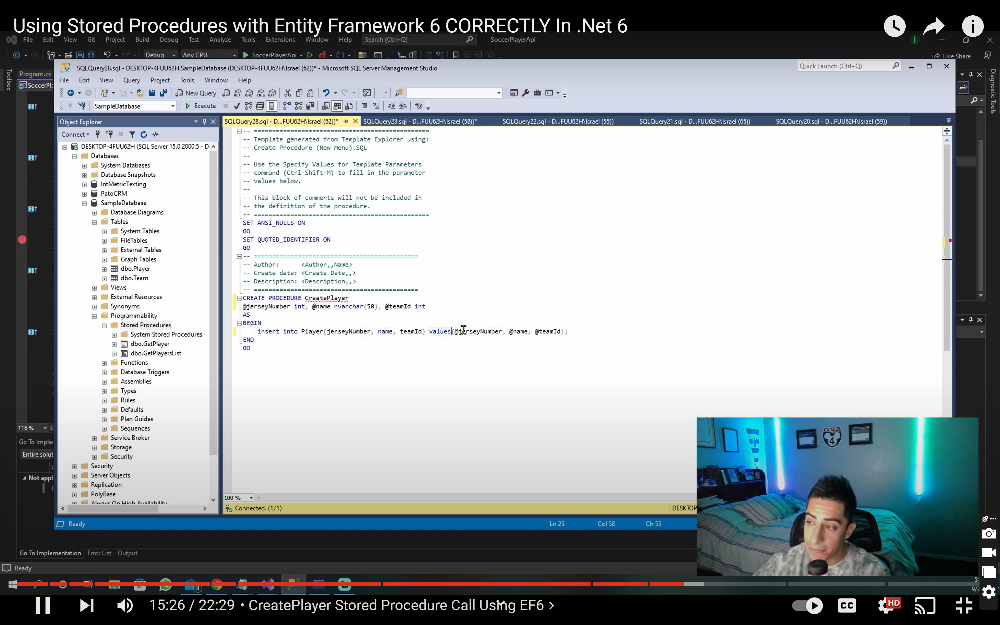 Using Stored Procedures with Entity Framework 6 CORRECTLY In .Net 6
File Edit View Git Project Build Debug Test Analyze Tools Extensions Window Help Search (Ctrl+Q) SoccerPlayerApi
Debug Any CPU SoccerPlayerApi Live Share
Toolbox
Program.cs
SoccerPla
Diagnostic Tools
SQLQuery28.sql - DESKTOP-4FUU62H.SampleDatabase (DESKTOP-4FUU62H\Israel (62))* - Microsoft SQL Server Management Studio
Quick Launch (Ctrl+Q)
File Edit View Query Project Tools Window Help
New Query
SampleDatabase Execute
Object Explorer
SQLQuery28.sql - D...FUU62H\Israel (62))* SQLQuery23.sql - D...FUU62H\Israel (58))* SQLQuery22.sql - D...FUU62H\Israel (55)) SQLQuery21.sql - D...FUU62H\Israel (65)) SQLQuery20.sql - D...FUU62H\Israel (59))
Connect
DESKTOP-4FUU62H (SQL Server 15.0.2000.5 - D
Databases
System Databases
Database Snapshots
IntMetricTexting
PatoCRM
SampleDatabase
Database Diagrams
Tables
System Tables
FileTables
External Tables
Graph Tables
dbo.Player
dbo.Team
Views
External Resources
Synonyms
Programmability
Stored Procedures
System Stored Procedures
dbo.GetPlayer
dbo.GetPlayersList
Functions
Database Triggers
Assemblies
Types
Rules
Defaults
Plan Guides
Sequences
Service Broker
Storage
Security
Security
Server Objects
Replication
PolyBase
Always On High Availability
-- ================================================
-- Template generated from Template Explorer using:
-- Create Procedure (New Menu).SQL
--
-- Use the Specify Values for Template Parameters
-- command (Ctrl-Shift-M) to fill in the parameter
-- values below.
--
-- This block of comments will not be included in
-- the definition of the procedure.
-- ================================================
SET ANSI_NULLS ON
GO
SET QUOTED_IDENTIFIER ON
GO
-- =============================================
-- Author: <Author,,Name>
-- Create date: <Create Date,,>
-- Description: <Description,,>
-- =============================================
CREATE PROCEDURE CreatePlayer
@jerseyNumber int, @name nvarchar(50), @teamId int
AS
BEGIN
insert into Player(jerseyNumber, name, teamId) values(@jerseyNumber, @name, @teamId);
END
GO
100 %
Connected. (1/1) DESKTOP
Ready Ln 25 Col 58 Ch 55
116 %
Go To Impler
Entire solut
Not appl
INTERSTATE
4
Go To Implementation Error List Output
Ready
3
5:
9/2
15:26 / 22:29 • CreatePlayer Stored Procedure Call Using EF6 >
CC HD